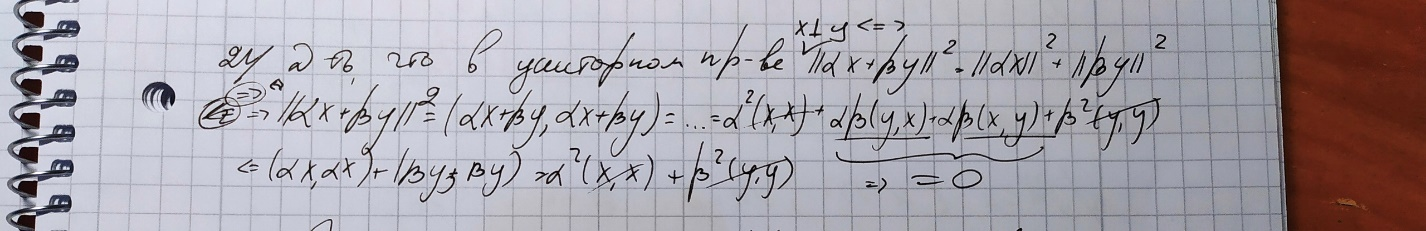 x⊥y <=>
24 Д-ть, что в унитарном пр-ве ||αx+βy||² = ||αx||² + ||βy||²
=> ||αx+βy||² = (αx+βy, αx+βy) = ... = α²(x,x) + αβ(y,x) + αβ(x,y) + β²(y,y)
= (αx,αx) + (βy, βy) = α²(x,x) + β²(y,y) => = 0